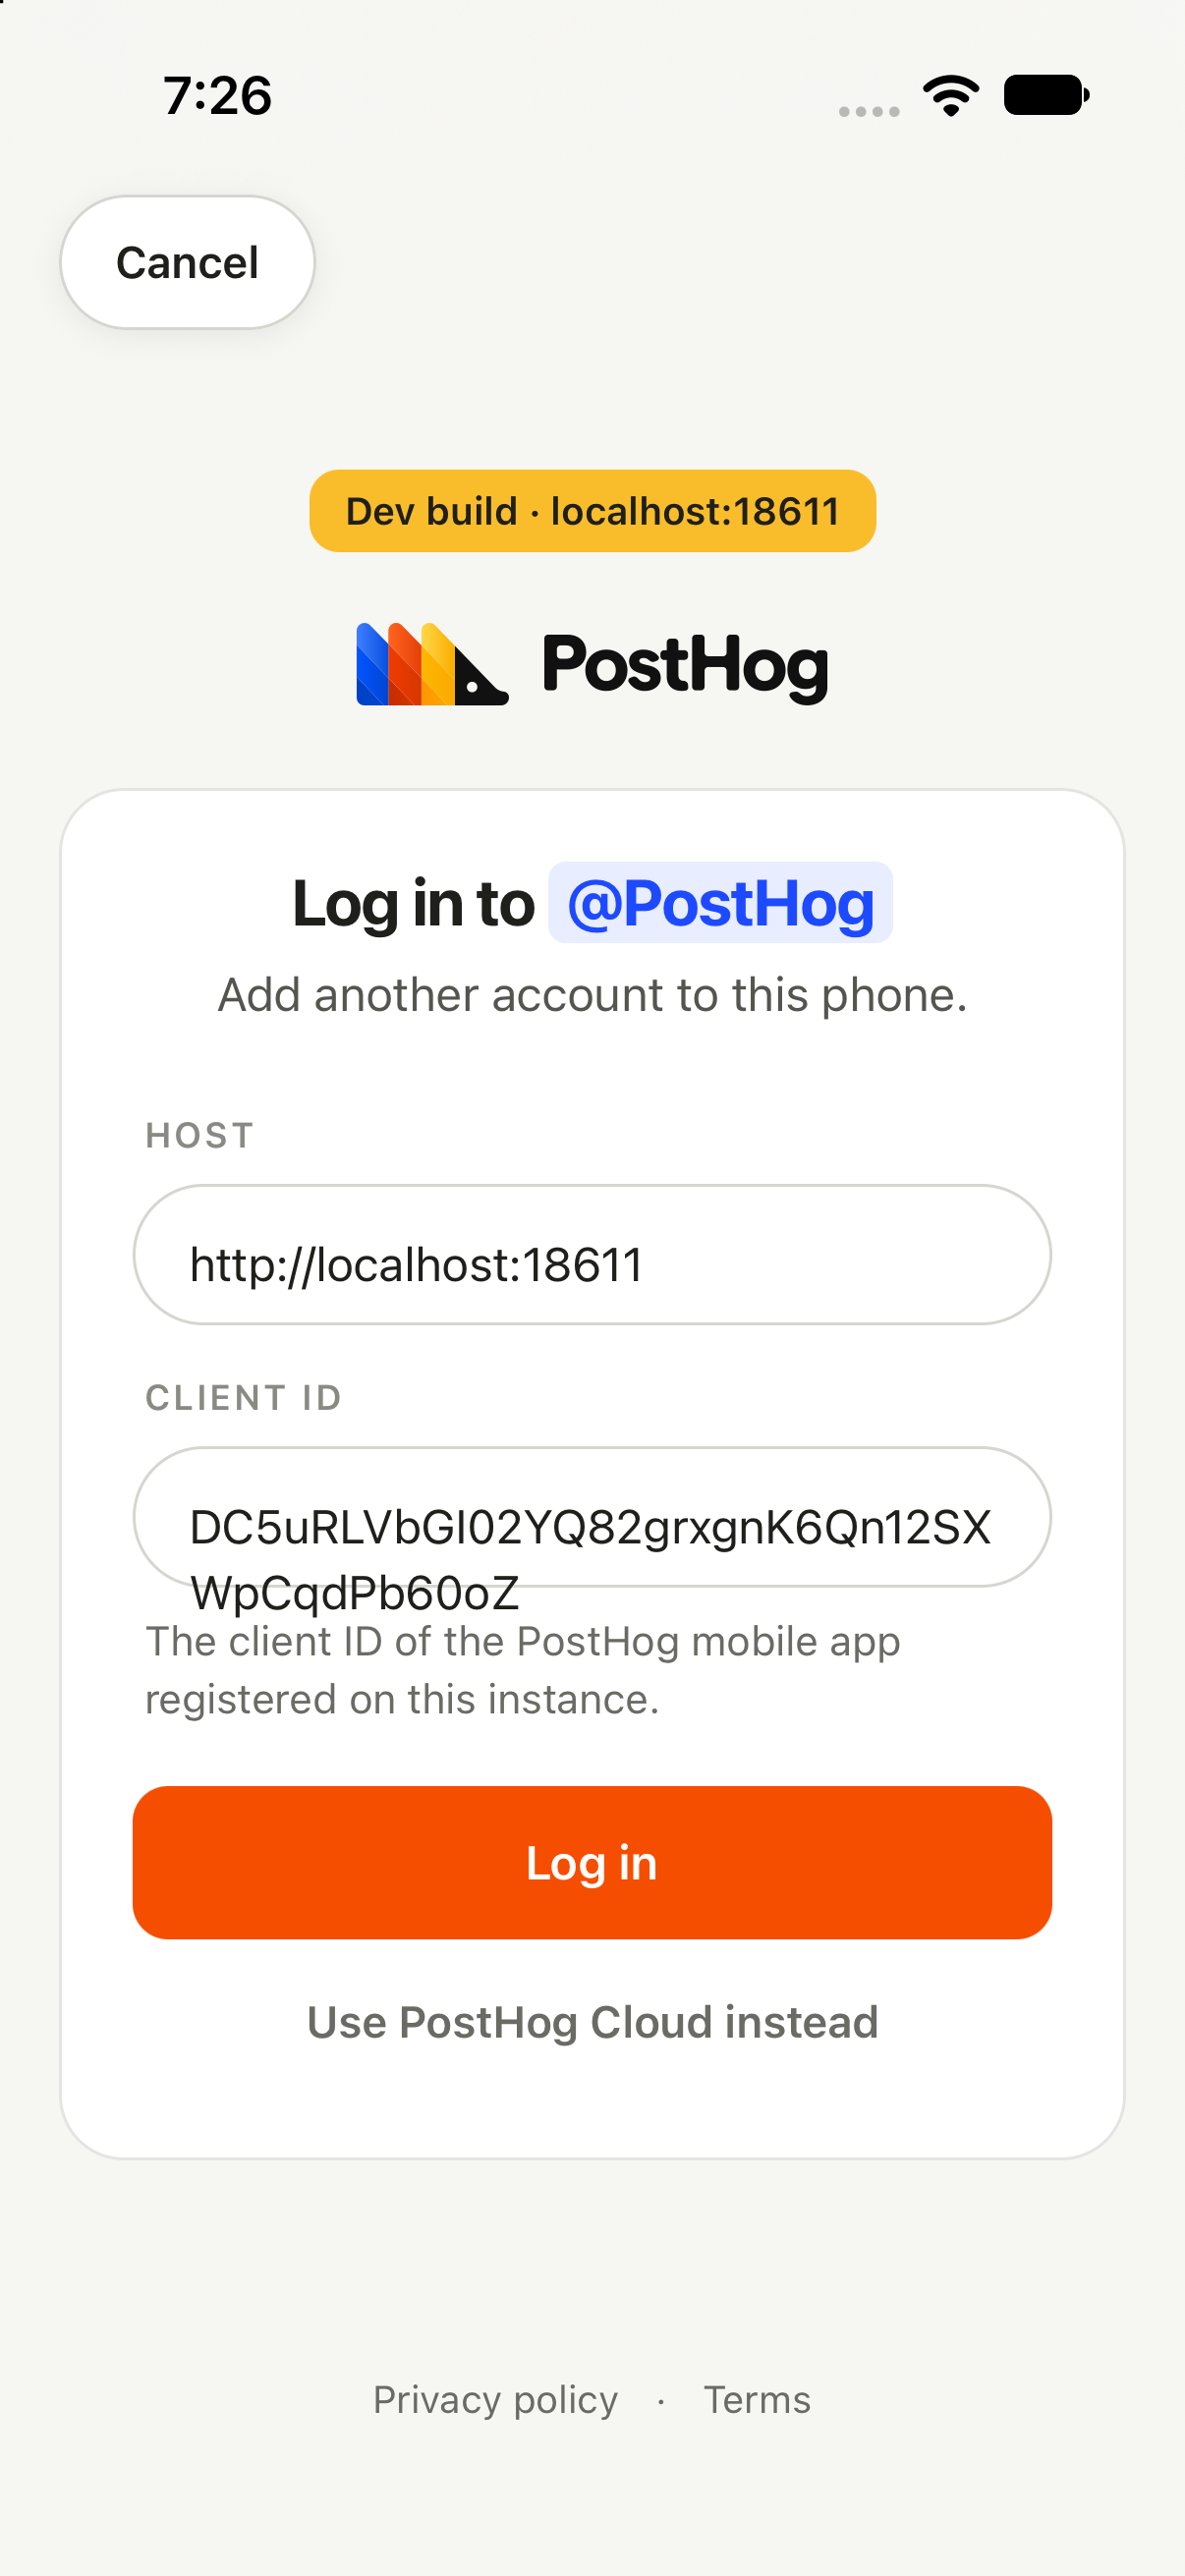 7:26
Cancel
Dev build · localhost:18611
PostHog
Log in to @PostHog
Add another account to this phone.
HOST
http://localhost:18611
CLIENT ID
DC5uRLVbGI02YQ82grxgnK6Qn12SX
WpCqdPb60oZ
The client ID of the PostHog mobile app
registered on this instance.
Log in
Use PostHog Cloud instead
Privacy policy · Terms